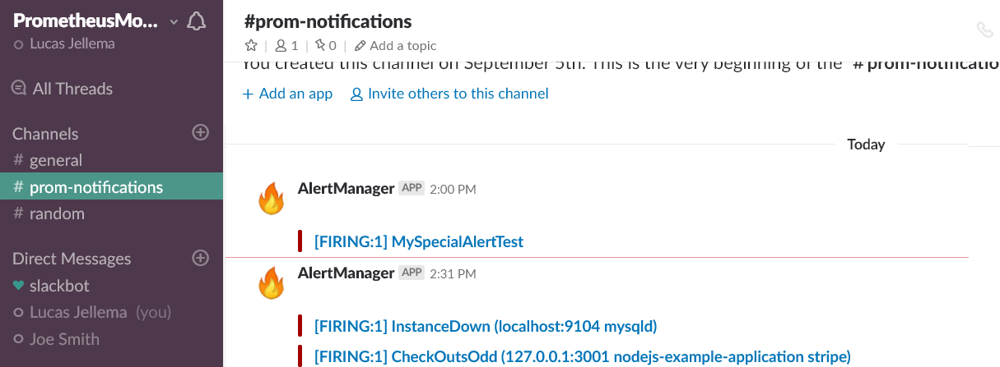 PrometheusMo...
Lucas Jellema
All Threads
Channels
# general
# prom-notifications
# random
Direct Messages
slackbot
Lucas Jellema (you)
Joe Smith
#prom-notifications
1
0
Add a topic
You created this channel on September 5th. This is the very beginning of the #prom-notificatio
+ Add an app
Invite others to this channel
Today
AlertManager APP 2:00 PM
[FIRING:1] MySpecialAlertTest
AlertManager APP 2:31 PM
[FIRING:1] InstanceDown (localhost:9104 mysqld)
[FIRING:1] CheckOutsOdd (127.0.0.1:3001 nodejs-example-application stripe)